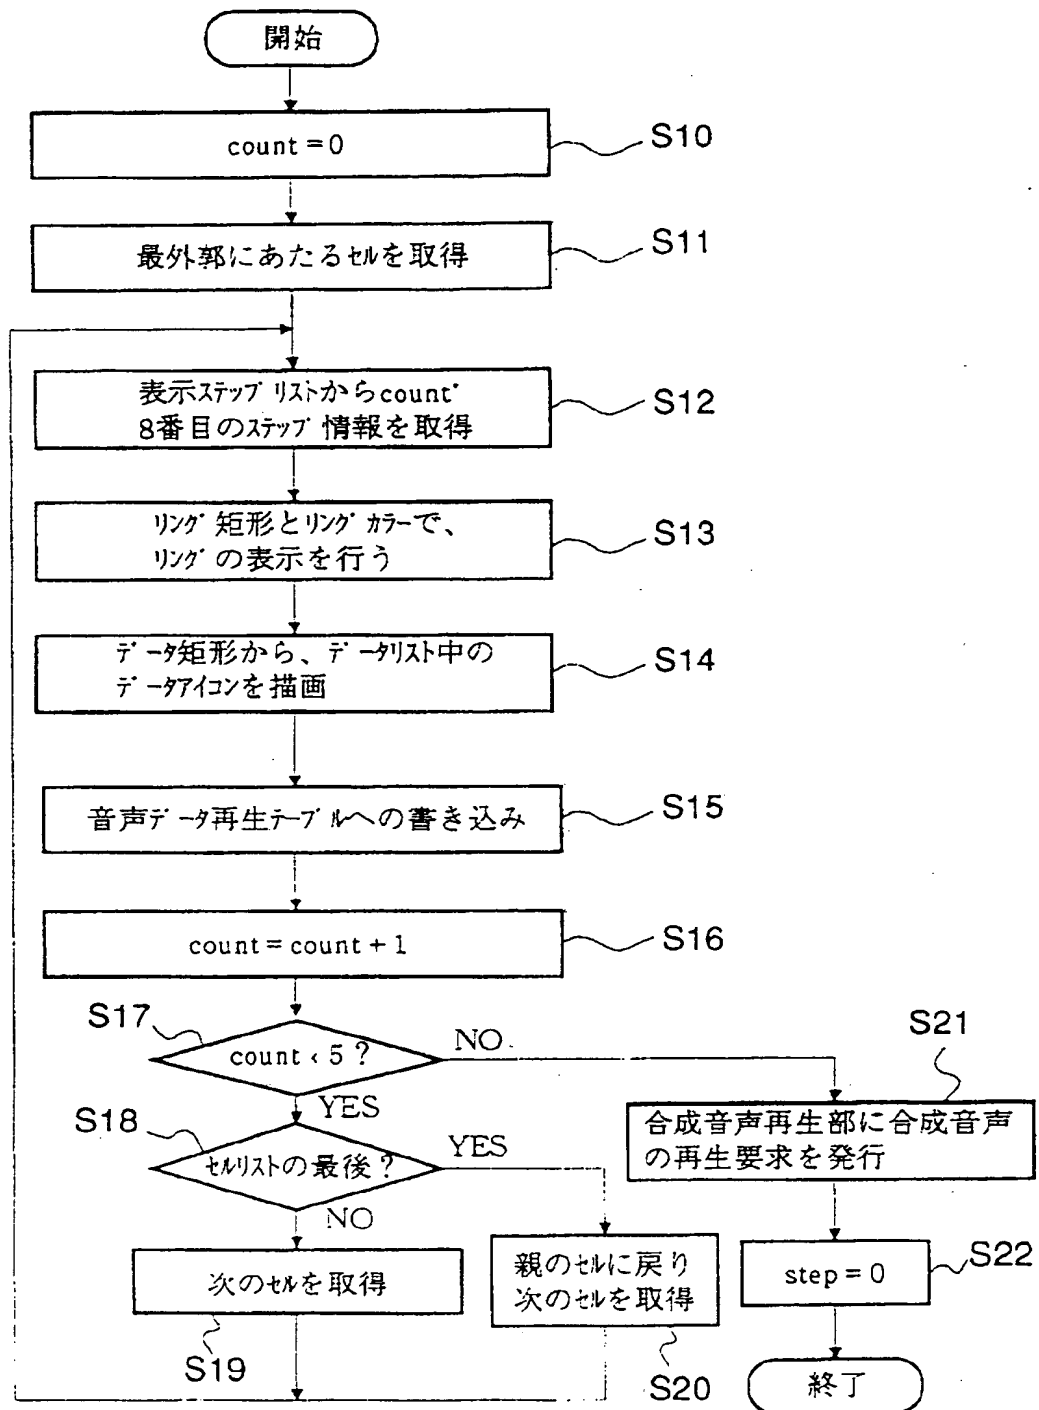 開始
count = 0
S10
最外郭にあたるセルを取得
S11
表示ステップリストからcount*
8番目のステップ情報を取得
S12
リング矩形とリングカラーで、
リングの表示を行う
S13
データ矩形から、データリスト中の
データアイコンを描画
S14
音声データ再生テーブルへの書き込み
S15
count = count + 1
S16
S17
count < 5 ?
NO
YES
S18
セルリストの最後?
YES
NO
次のセルを取得
S19
親のセルに戻り
次のセルを取得
S20
S21
合成音声再生部に合成音声
の再生要求を発行
step = 0
S22
終了